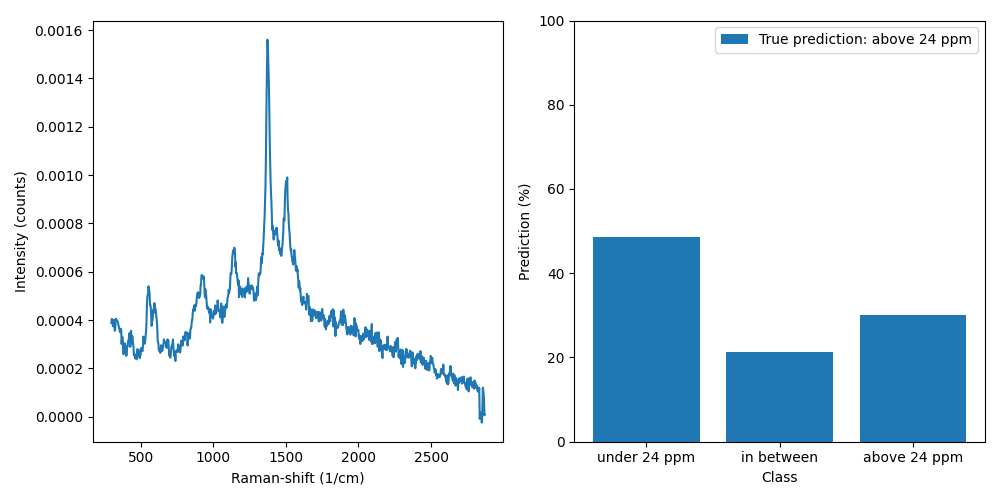 0.0016
0.0014
0.0012
0.0010
0.0008
0.0006
0.0004
0.0002
0.0000
Intensity (counts)
500 1000 1500 2000 2500
Raman-shift (1/cm)
100
80
60
40
20
0
Prediction (%)
True prediction: above 24 ppm
under 24 ppm in between above 24 ppm
Class